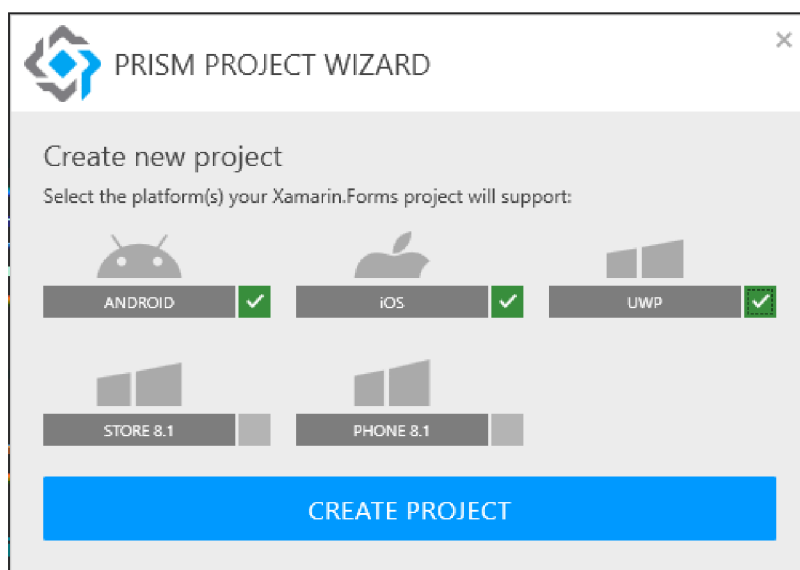 PRISM PROJECT WIZARD
Create new project
Select the platform(s) your Xamarin.Forms project will support:
ANDROID
iOS
UWP
STORE 8.1
PHONE 8.1
CREATE PROJECT